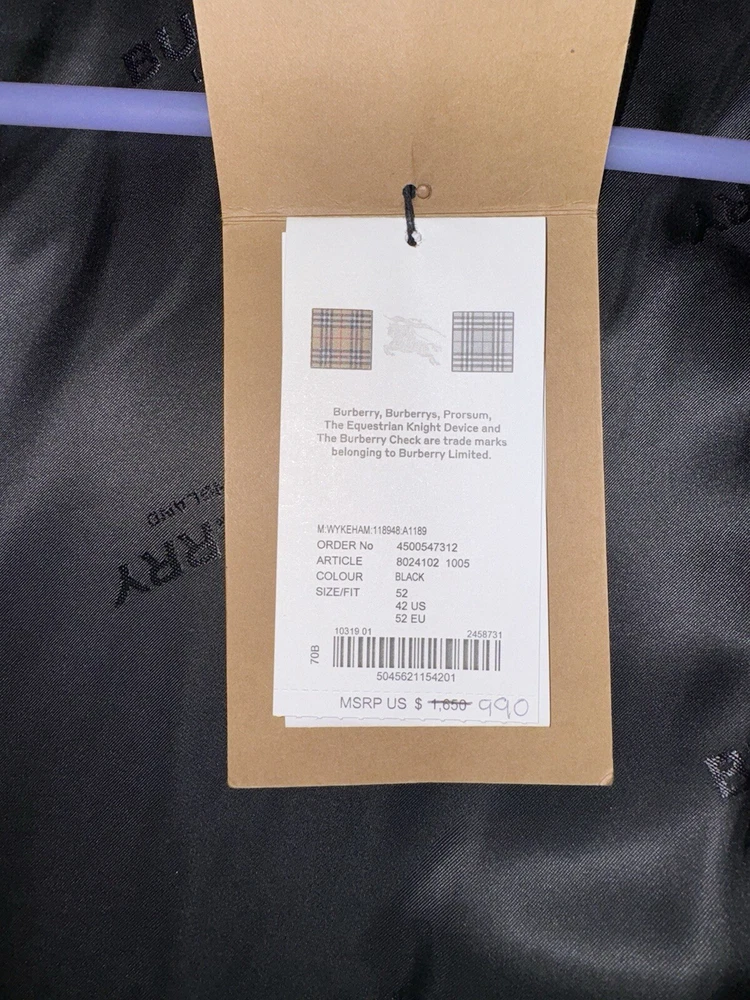 BU
Burberry, Burberrys, Prorsum,
The Equestrian Knight Device and
The Burberry Check are trade marks
belonging to Burberry Limited.
M:WYKEHAM:118948:A1189
ORDER No 4500547312
ARTICLE 8024102 1005
COLOUR BLACK
SIZE/FIT 52
42 US
52 EU
10319 01 2458731
70B
5045621154201
MSRP US $ 1,650 990
RRY